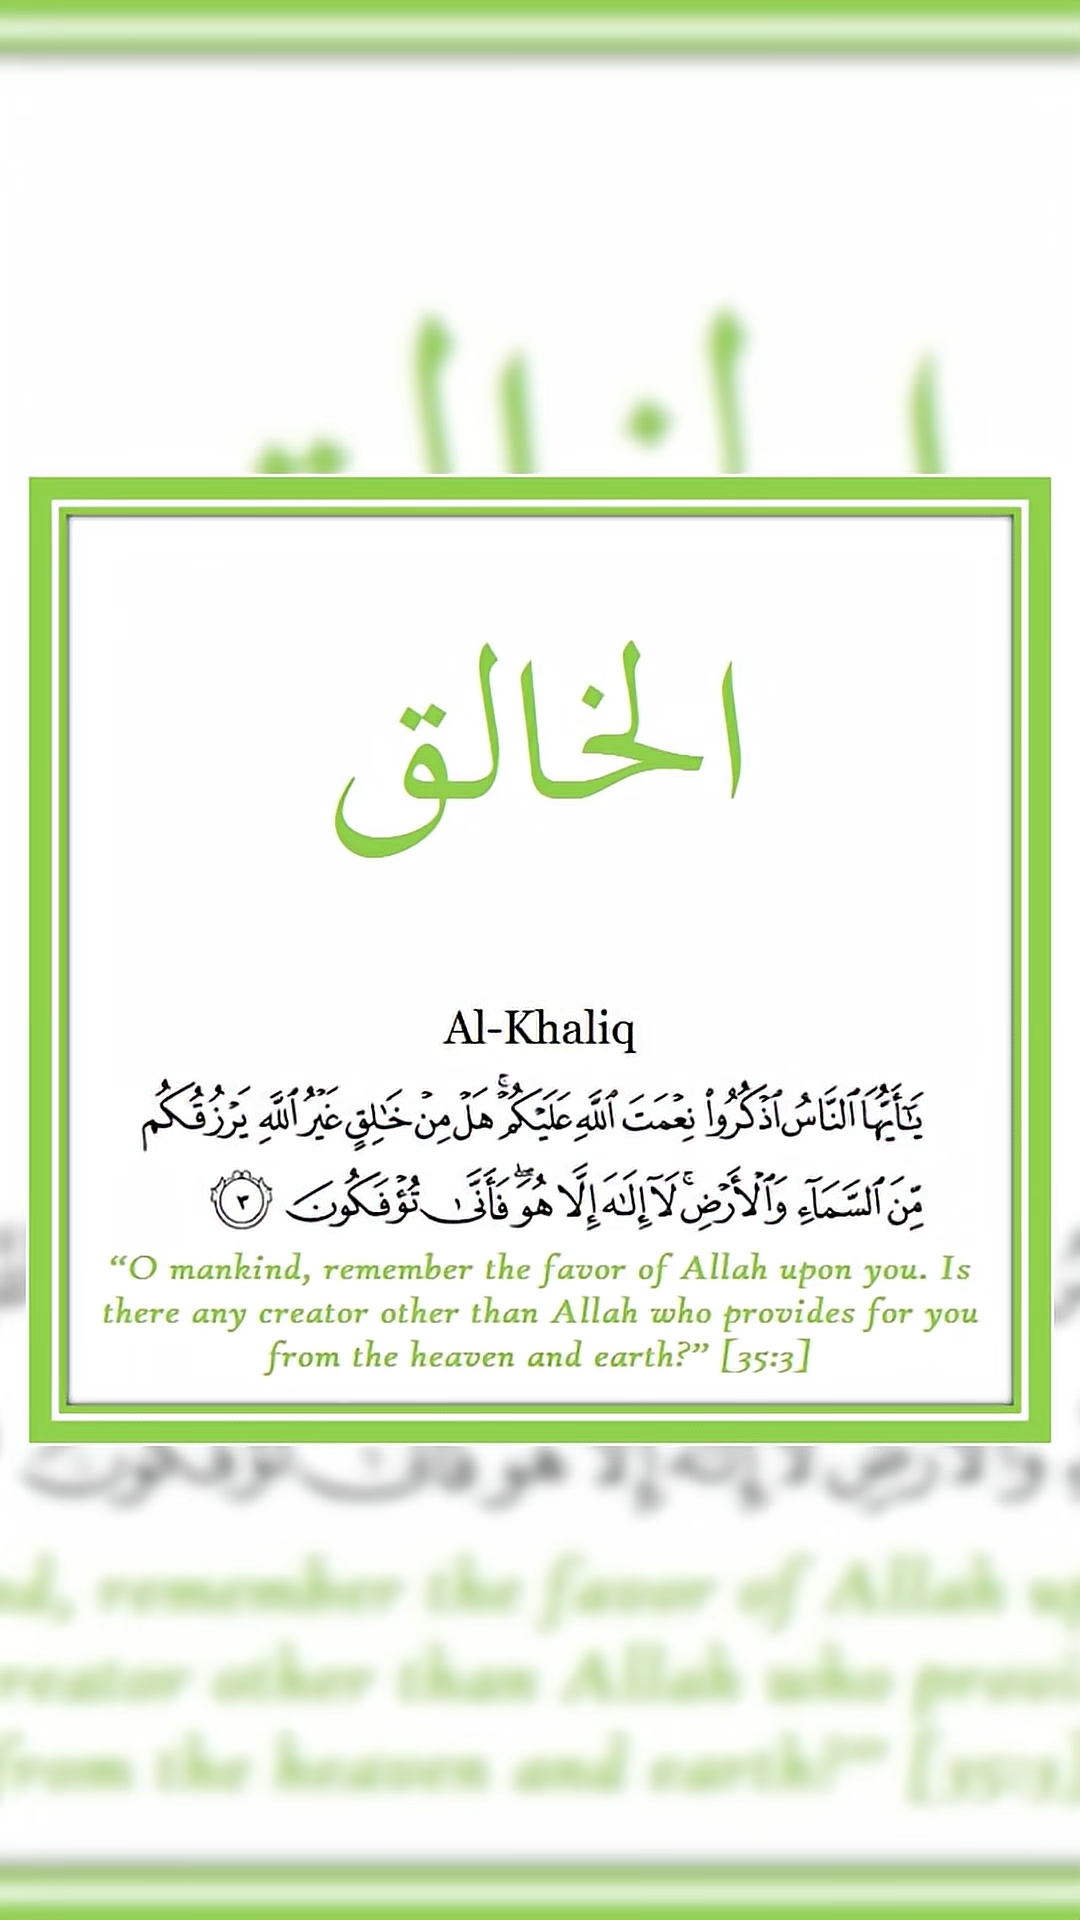 الخالق
Al-Khaliq
يَٰٓأَيُّهَا ٱلنَّاسُ ٱذْكُرُوا۟ نِعْمَتَ ٱللَّهِ عَلَيْكُمْ ۚ هَلْ مِنْ خَٰلِقٍ غَيْرُ ٱللَّهِ يَرْزُقُكُم
مِّنَ ٱلسَّمَآءِ وَٱلْأَرْضِ ۚ لَآ إِلَٰهَ إِلَّا هُوَ ۖ فَأَنَّىٰ تُؤْفَكُونَ ٣
“O mankind, remember the favor of Allah upon you. Is
there any creator other than Allah who provides for you
from the heaven and earth?” [35:3]